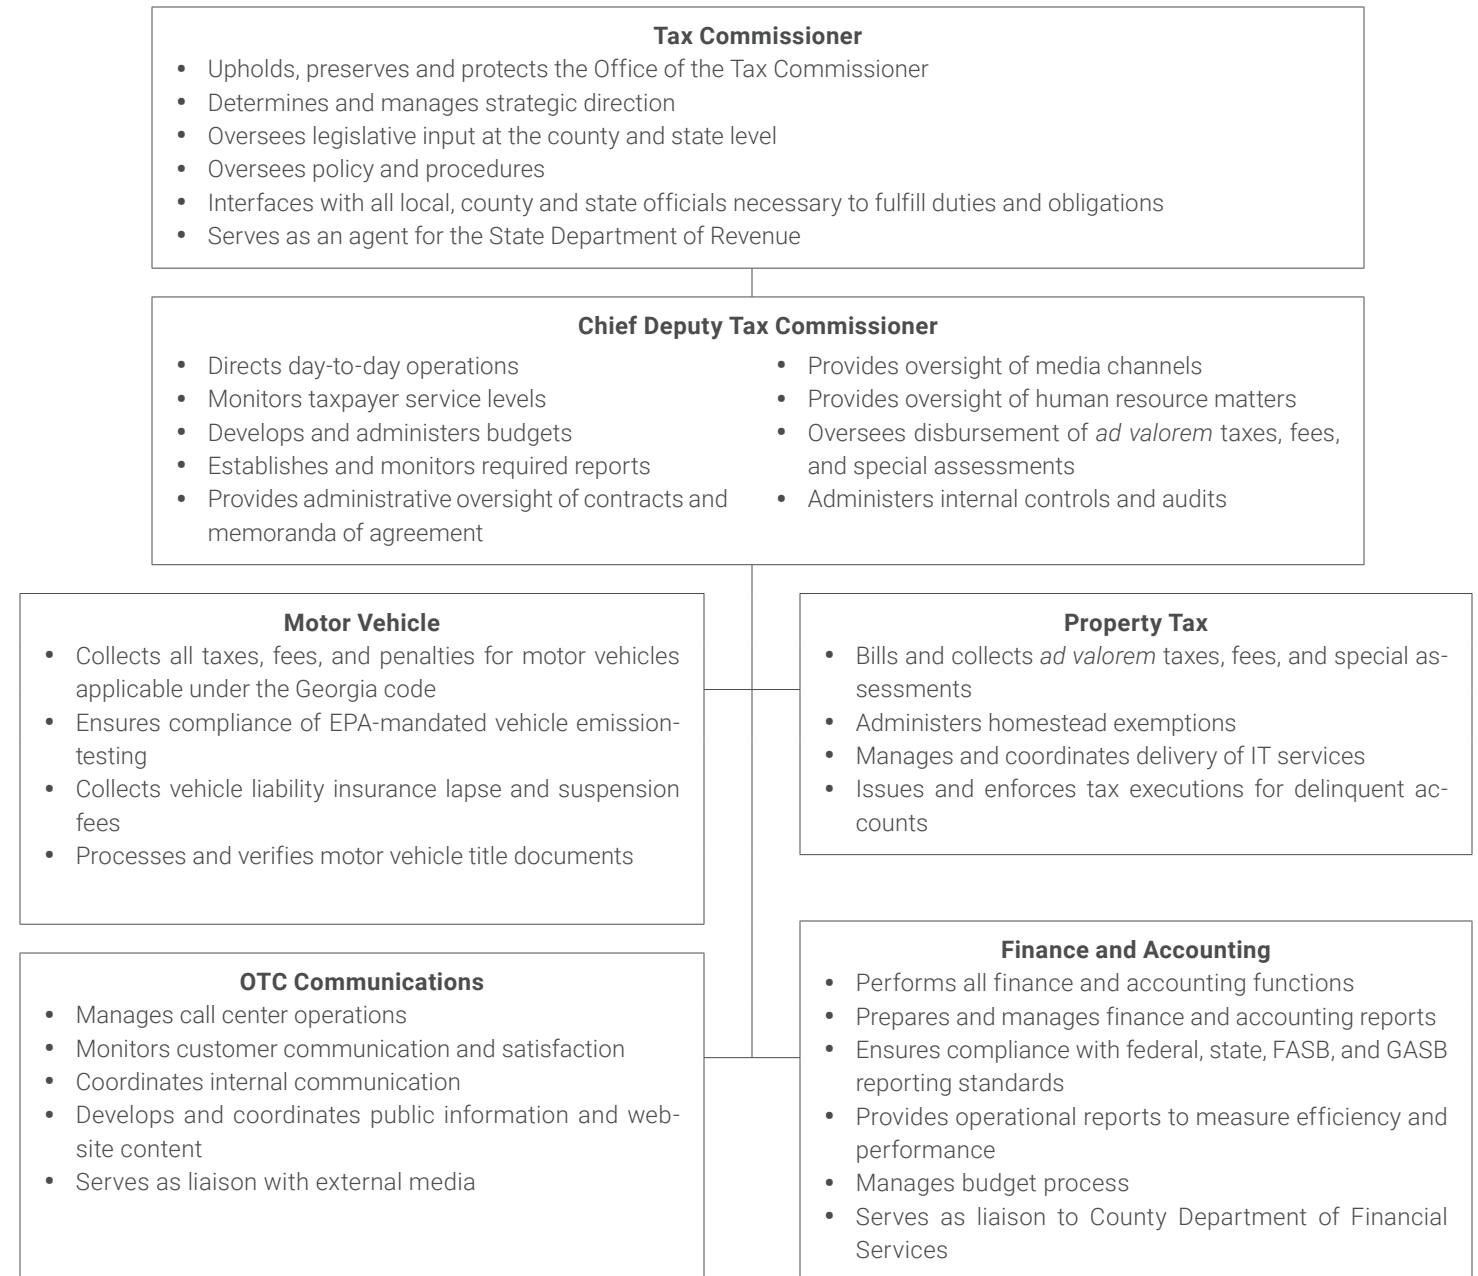 Tax Commissioner
• Upholds, preserves and protects the Office of the Tax Commissioner
• Determines and manages strategic direction
• Oversees legislative input at the county and state level
• Oversees policy and procedures
• Interfaces with all local, county and state officials necessary to fulfill duties and obligations
• Serves as an agent for the State Department of Revenue
Chief Deputy Tax Commissioner
• Directs day-to-day operations
• Monitors taxpayer service levels
• Develops and administers budgets
• Establishes and monitors required reports
• Provides administrative oversight of contracts and
memoranda of agreement
• Provides oversight of media channels
• Provides oversight of human resource matters
• Oversees disbursement of ad valorem taxes, fees,
and special assessments
• Administers internal controls and audits
Motor Vehicle
• Collects all taxes, fees, and penalties for motor vehicles
applicable under the Georgia code
• Ensures compliance of EPA-mandated vehicle emission-
testing
• Collects vehicle liability insurance lapse and suspension
fees
• Processes and verifies motor vehicle title documents
Property Tax
• Bills and collects ad valorem taxes, fees, and special as-
sessments
• Administers homestead exemptions
• Manages and coordinates delivery of IT services
• Issues and enforces tax executions for delinquent ac-
counts
OTC Communications
• Manages call center operations
• Monitors customer communication and satisfaction
• Coordinates internal communication
• Develops and coordinates public information and web-
site content
• Serves as liaison with external media
Finance and Accounting
• Performs all finance and accounting functions
• Prepares and manages finance and accounting reports
• Ensures compliance with federal, state, FASB, and GASB
reporting standards
• Provides operational reports to measure efficiency and
performance
• Manages budget process
• Serves as liaison to County Department of Financial
Services